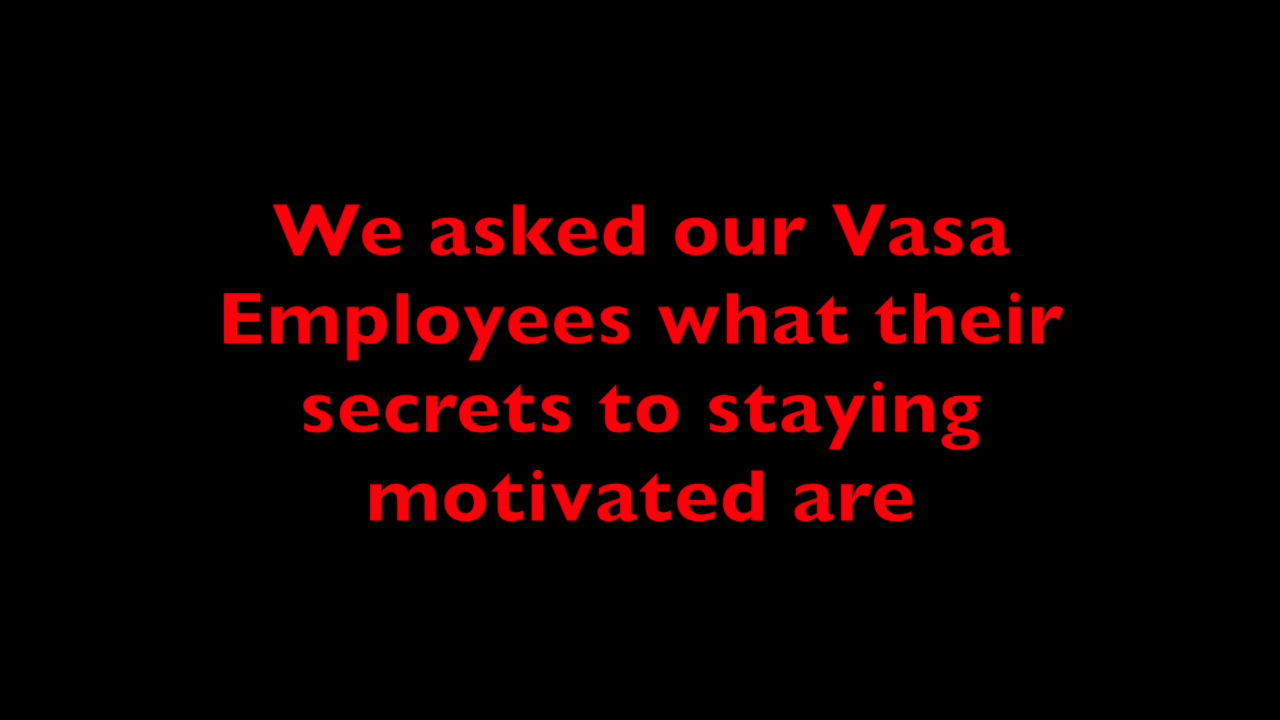 We asked our Vasa
Employees what their
secrets to staying
motivated are